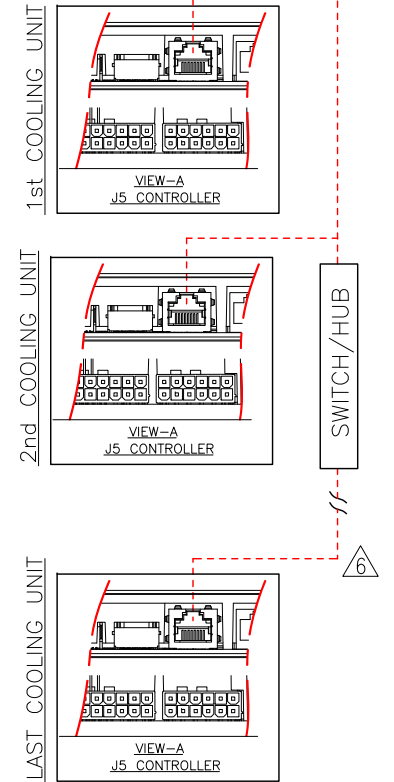 1st COOLING UNIT
VIEW-A
J5 CONTROLLER
2nd COOLING UNIT
VIEW-A
J5 CONTROLLER
SWITCH/HUB
6
LAST COOLING UNIT
VIEW-A
J5 CONTROLLER